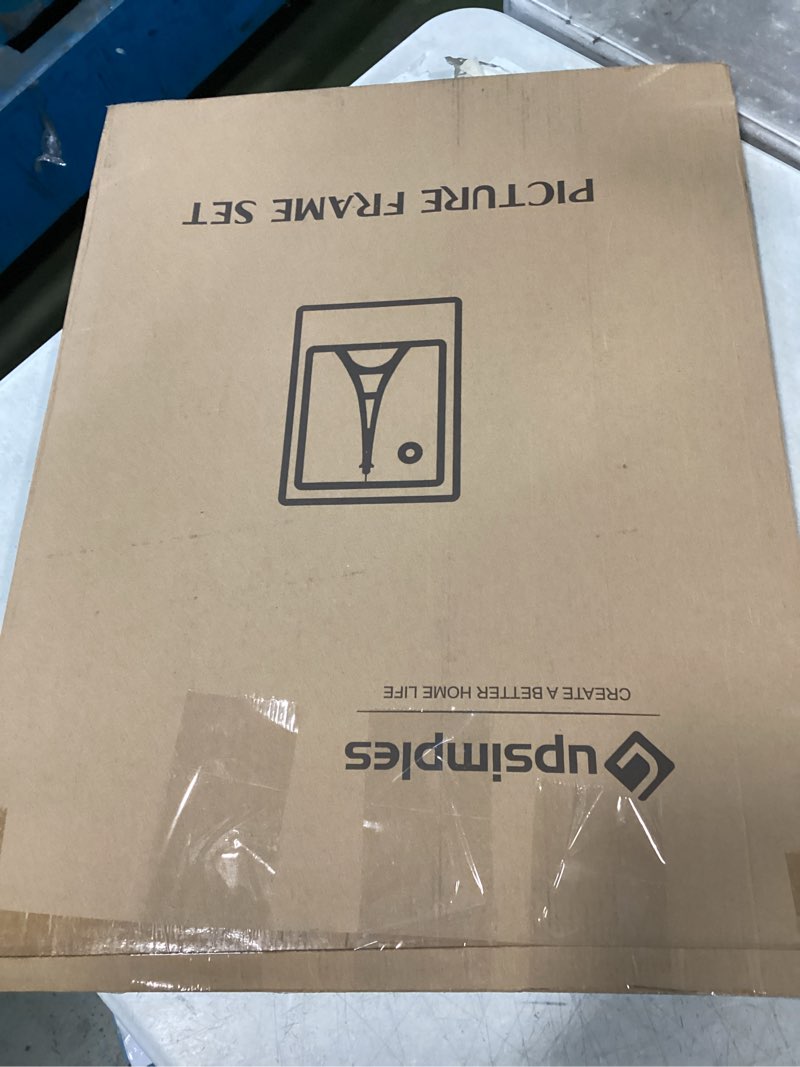 upsimples
CREATE A BETTER HOME LIFE
PICTURE FRAME SET